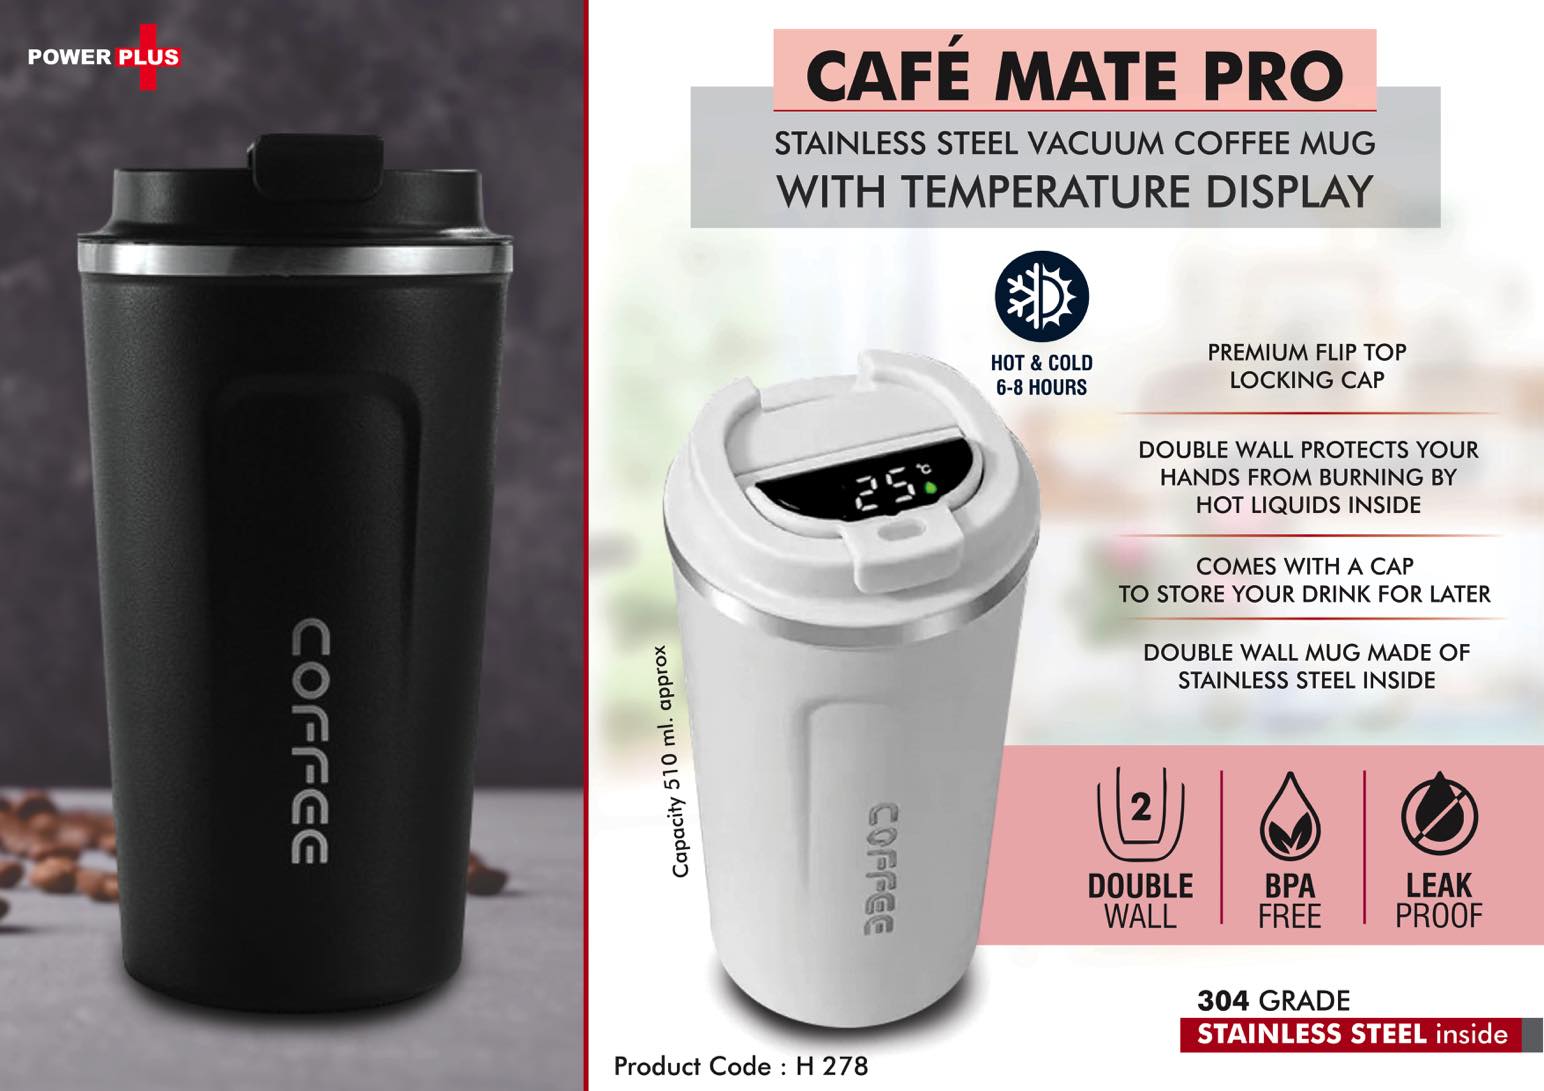 POWER PLUS
COFFEE
CAFÉ MATE PRO
STAINLESS STEEL VACUUM COFFEE MUG
WITH TEMPERATURE DISPLAY
HOT & COLD
6-8 HOURS
PREMIUM FLIP TOP
LOCKING CAP
DOUBLE WALL PROTECTS YOUR
HANDS FROM BURNING BY
HOT LIQUIDS INSIDE
COMES WITH A CAP
TO STORE YOUR DRINK FOR LATER
DOUBLE WALL MUG MADE OF
STAINLESS STEEL INSIDE
25 °C
Capacity 510 ml. approx
COFFEE
2
DOUBLE
WALL
BPA
FREE
LEAK
PROOF
304 GRADE
STAINLESS STEEL inside
Product Code : H 278